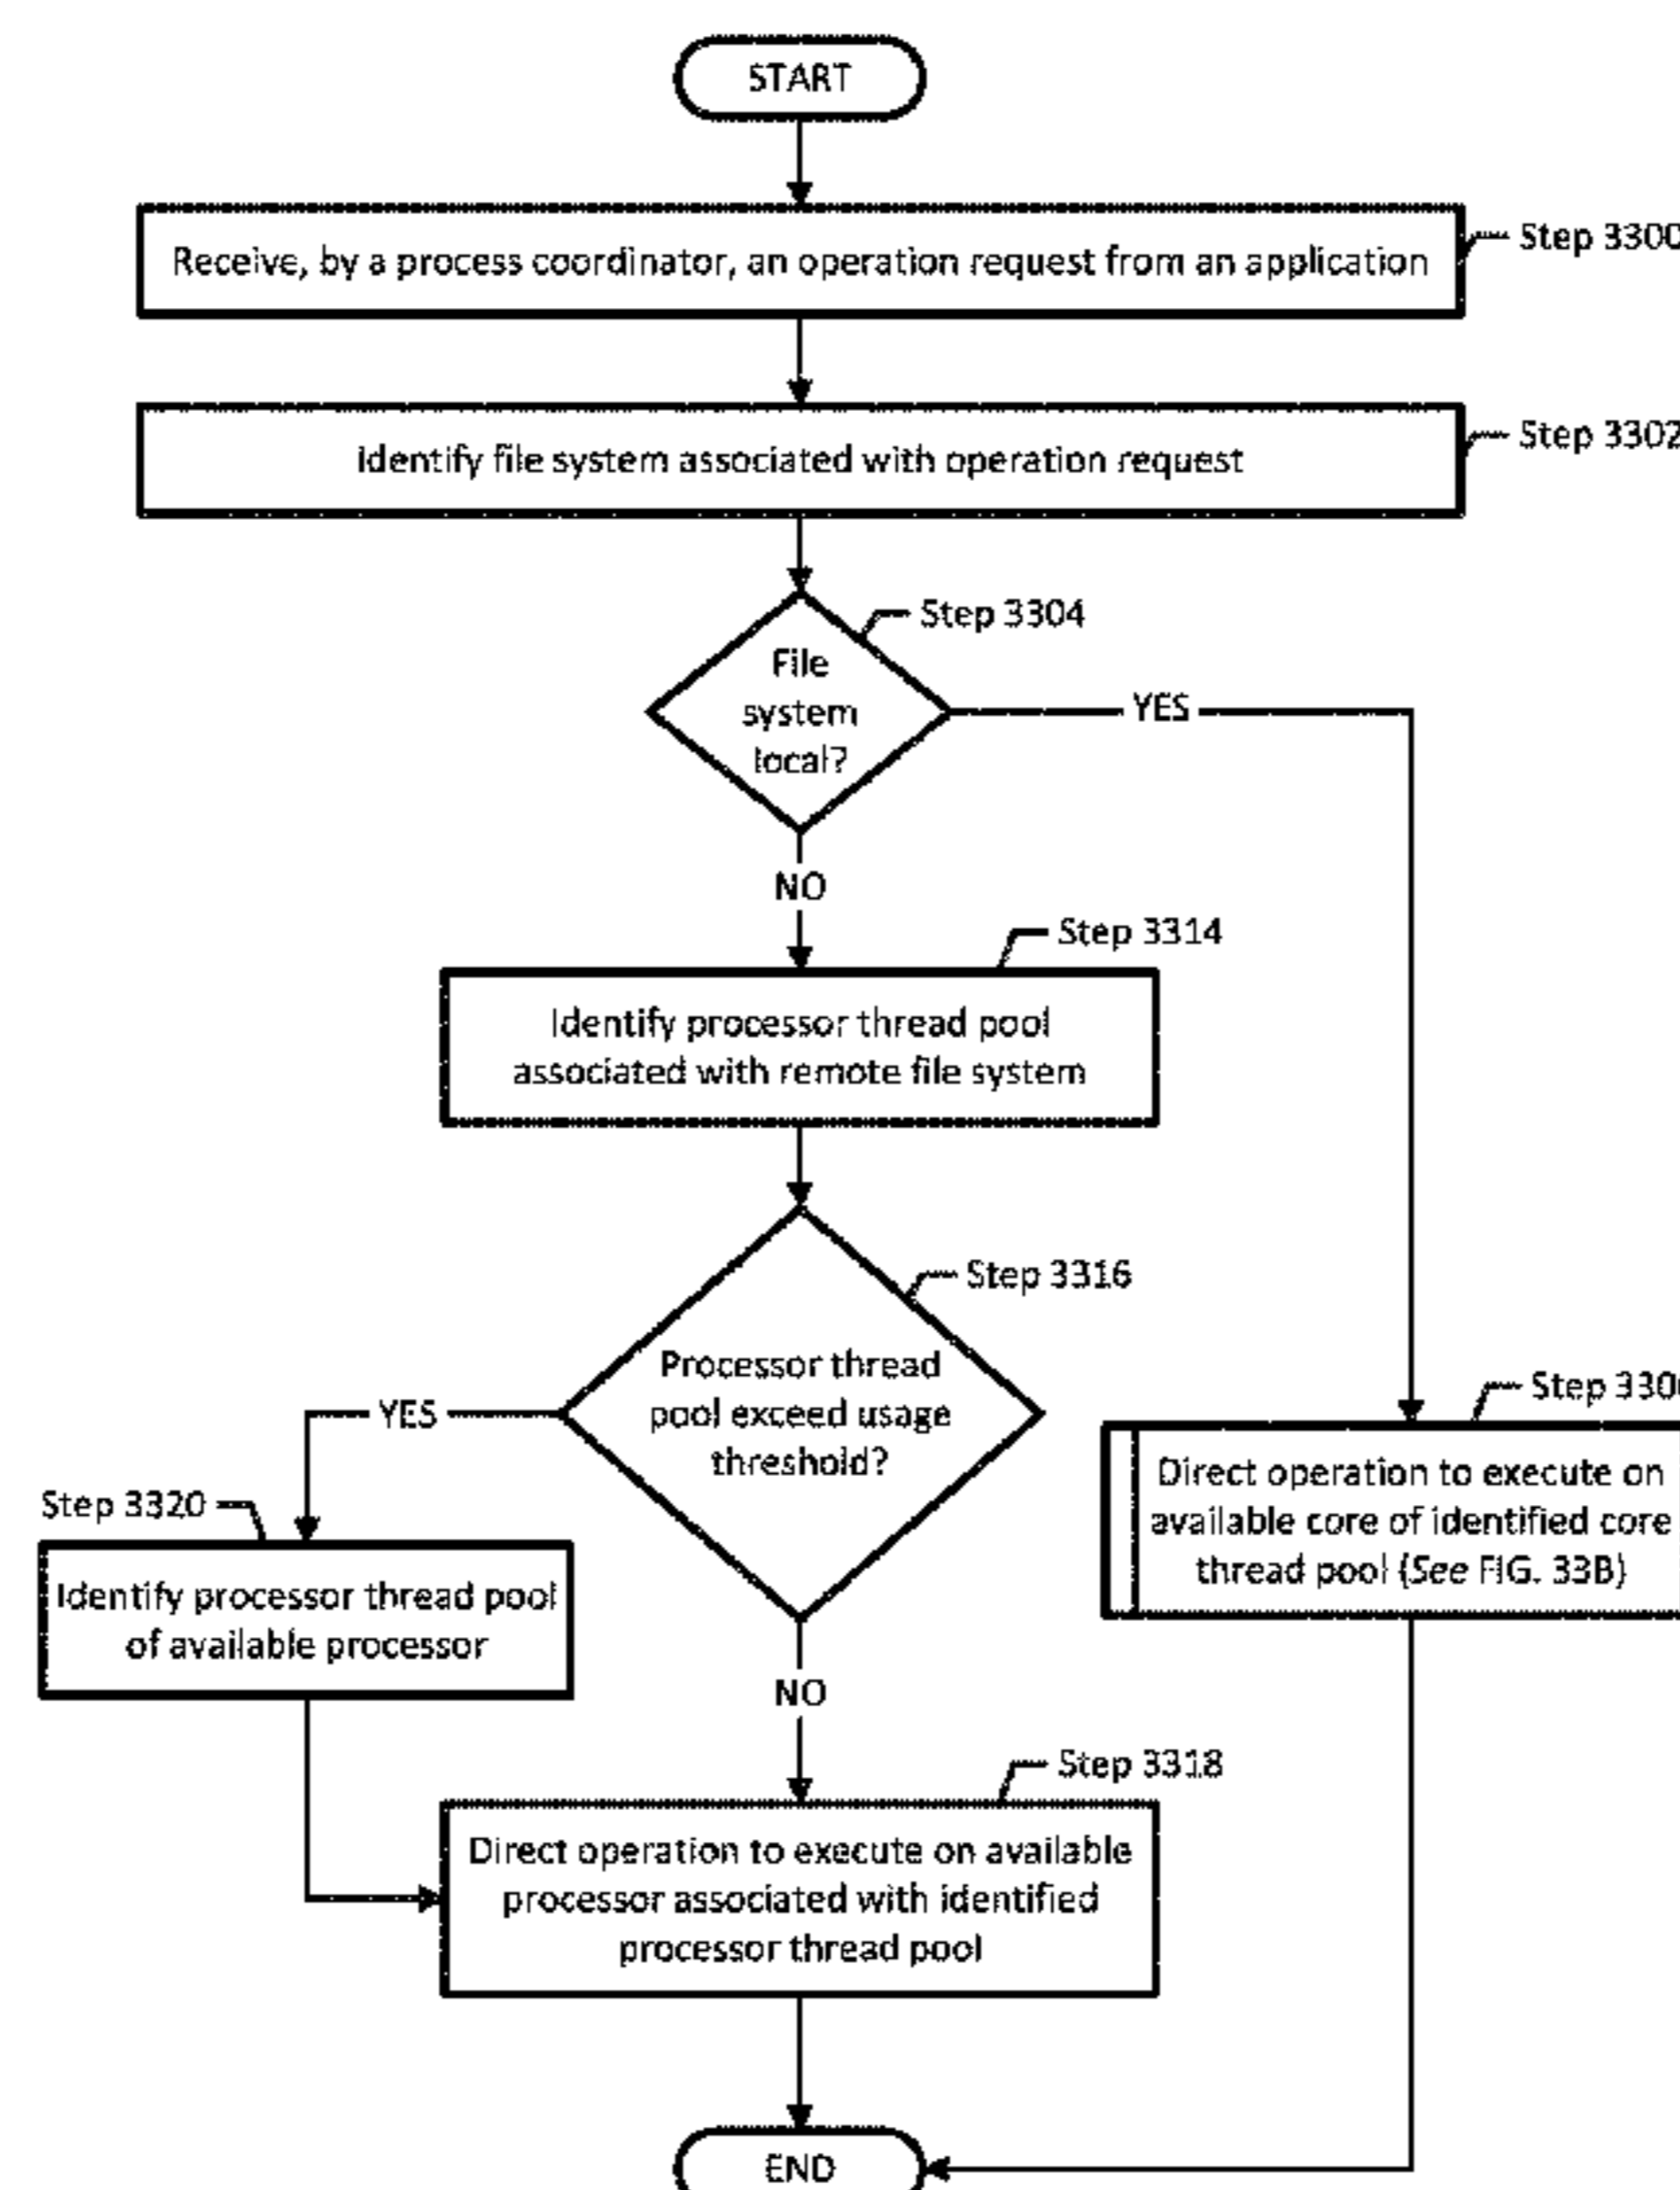 START
Receive, by a process coordinator, an operation request from an application
Step 3300
Identify file system associated with operation request
Step 3302
Step 3304
File
system
local?
YES
NO
Step 3314
Identify processor thread pool
associated with remote file system
Step 3316
Processor thread
pool exceed usage
threshold?
YES
Step 3320
Identify processor thread pool
of available processor
Step
Direct operation to execute on
available core of identified core
thread pool (See FIG. 33B)
NO
Step 3318
Direct operation to execute on available
processor associated with identified
processor thread pool
END